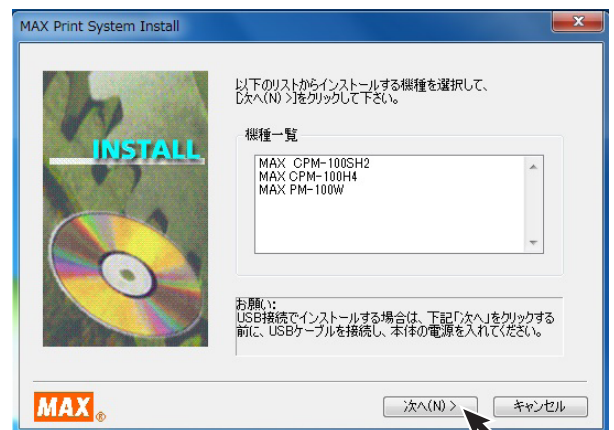 MAX Print System Install
以下のリストからインストールする機種を選択して、
[次へ(N) >]をクリックして下さい。
INSTALL
機種一覧
MAX CPM-100SH2
MAX CPM-100H4
MAX PM-100W
お願い:
USB接続でインストールする場合は、下記「次へ」をクリックする
前に、USBケーブルを接続し、本体の電源を入れてください。
MAX®
次へ(N) >
キャンセル